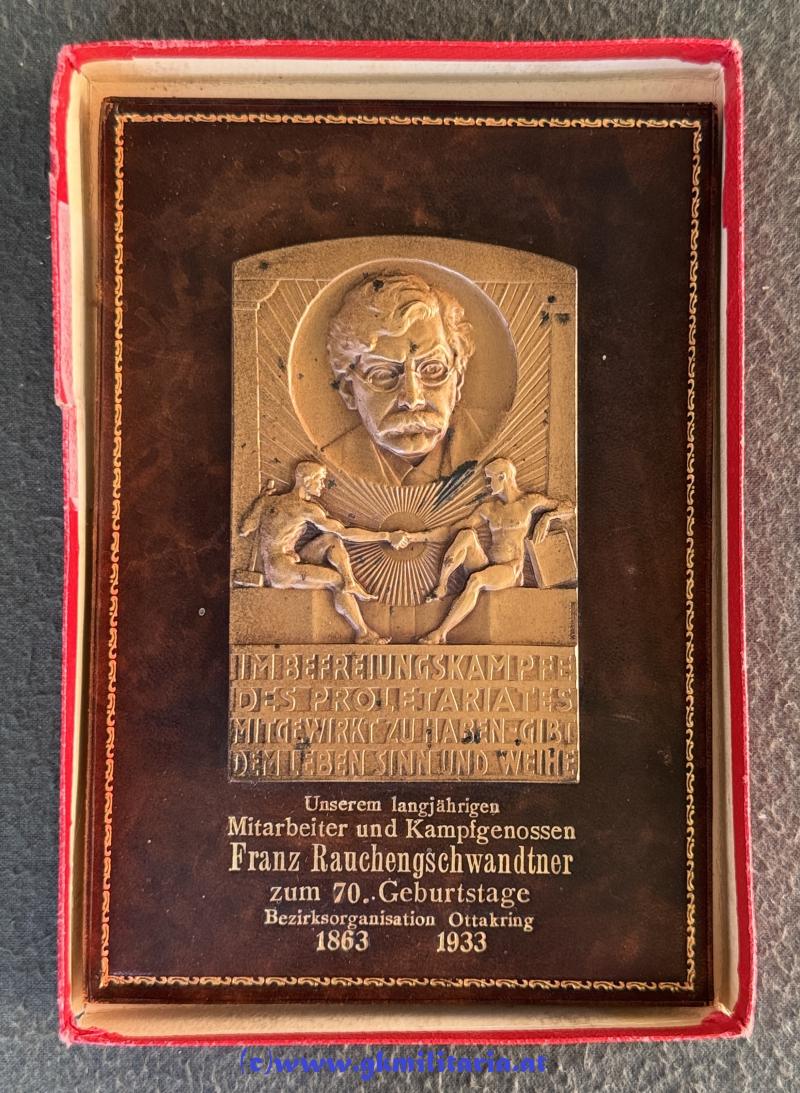 IM BEFREIUNGSKAMPFE
DES PROLETARIATES
MITGEWIRKT ZU HABEN · GIBT
DEM LEBEN SINN UND WEIHE
Unserem langjährigen
Mitarbeiter und Kampfgenossen
Franz Rauchengschwandtner
zum 70. Geburtstage
Bezirksorganisation Ottakring
1863 1933
(c)www.gkmilitaria.at